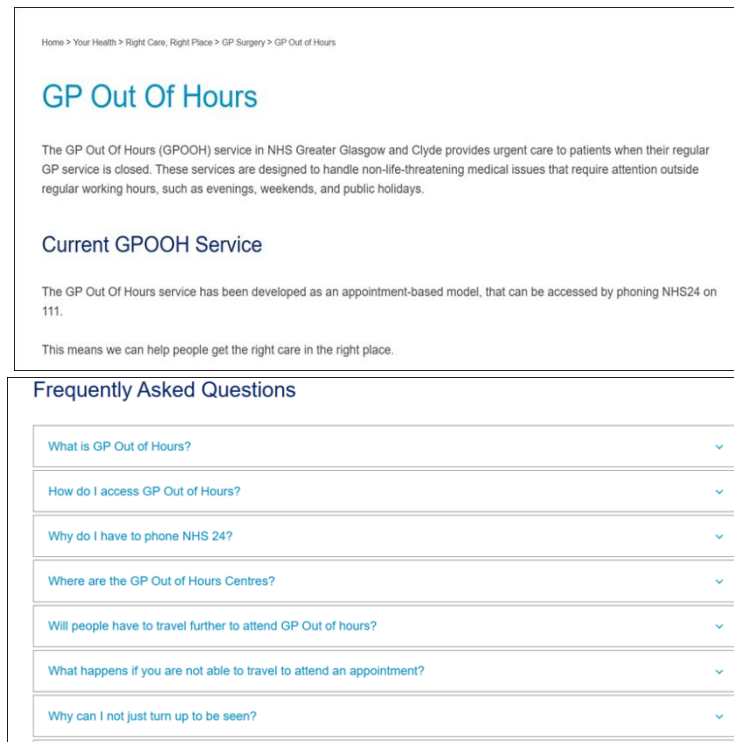 Home > Your Health > Right Care, Right Place > GP Surgery > GP Out of Hours
GP Out Of Hours
The GP Out Of Hours (GPOOH) service in NHS Greater Glasgow and Clyde provides urgent care to patients when their regular
GP service is closed. These services are designed to handle non-life-threatening medical issues that require attention outside
regular working hours, such as evenings, weekends, and public holidays.
Current GPOOH Service
The GP Out Of Hours service has been developed as an appointment-based model, that can be accessed by phoning NHS24 on
111.
This means we can help people get the right care in the right place.
Frequently Asked Questions
What is GP Out of Hours?
How do I access GP Out of Hours?
Why do I have to phone NHS 24?
Where are the GP Out of Hours Centres?
Will people have to travel further to attend GP Out of hours?
What happens if you are not able to travel to attend an appointment?
Why can I not just turn up to be seen?